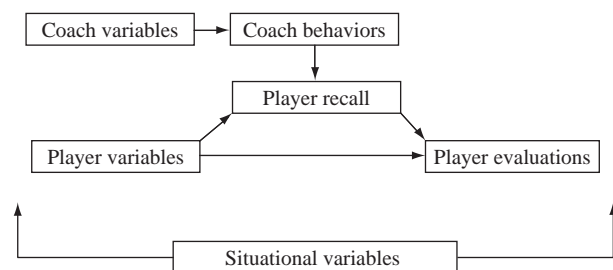 Coach variables
Coach behaviors
Player recall
Player variables
Player evaluations
Situational variables